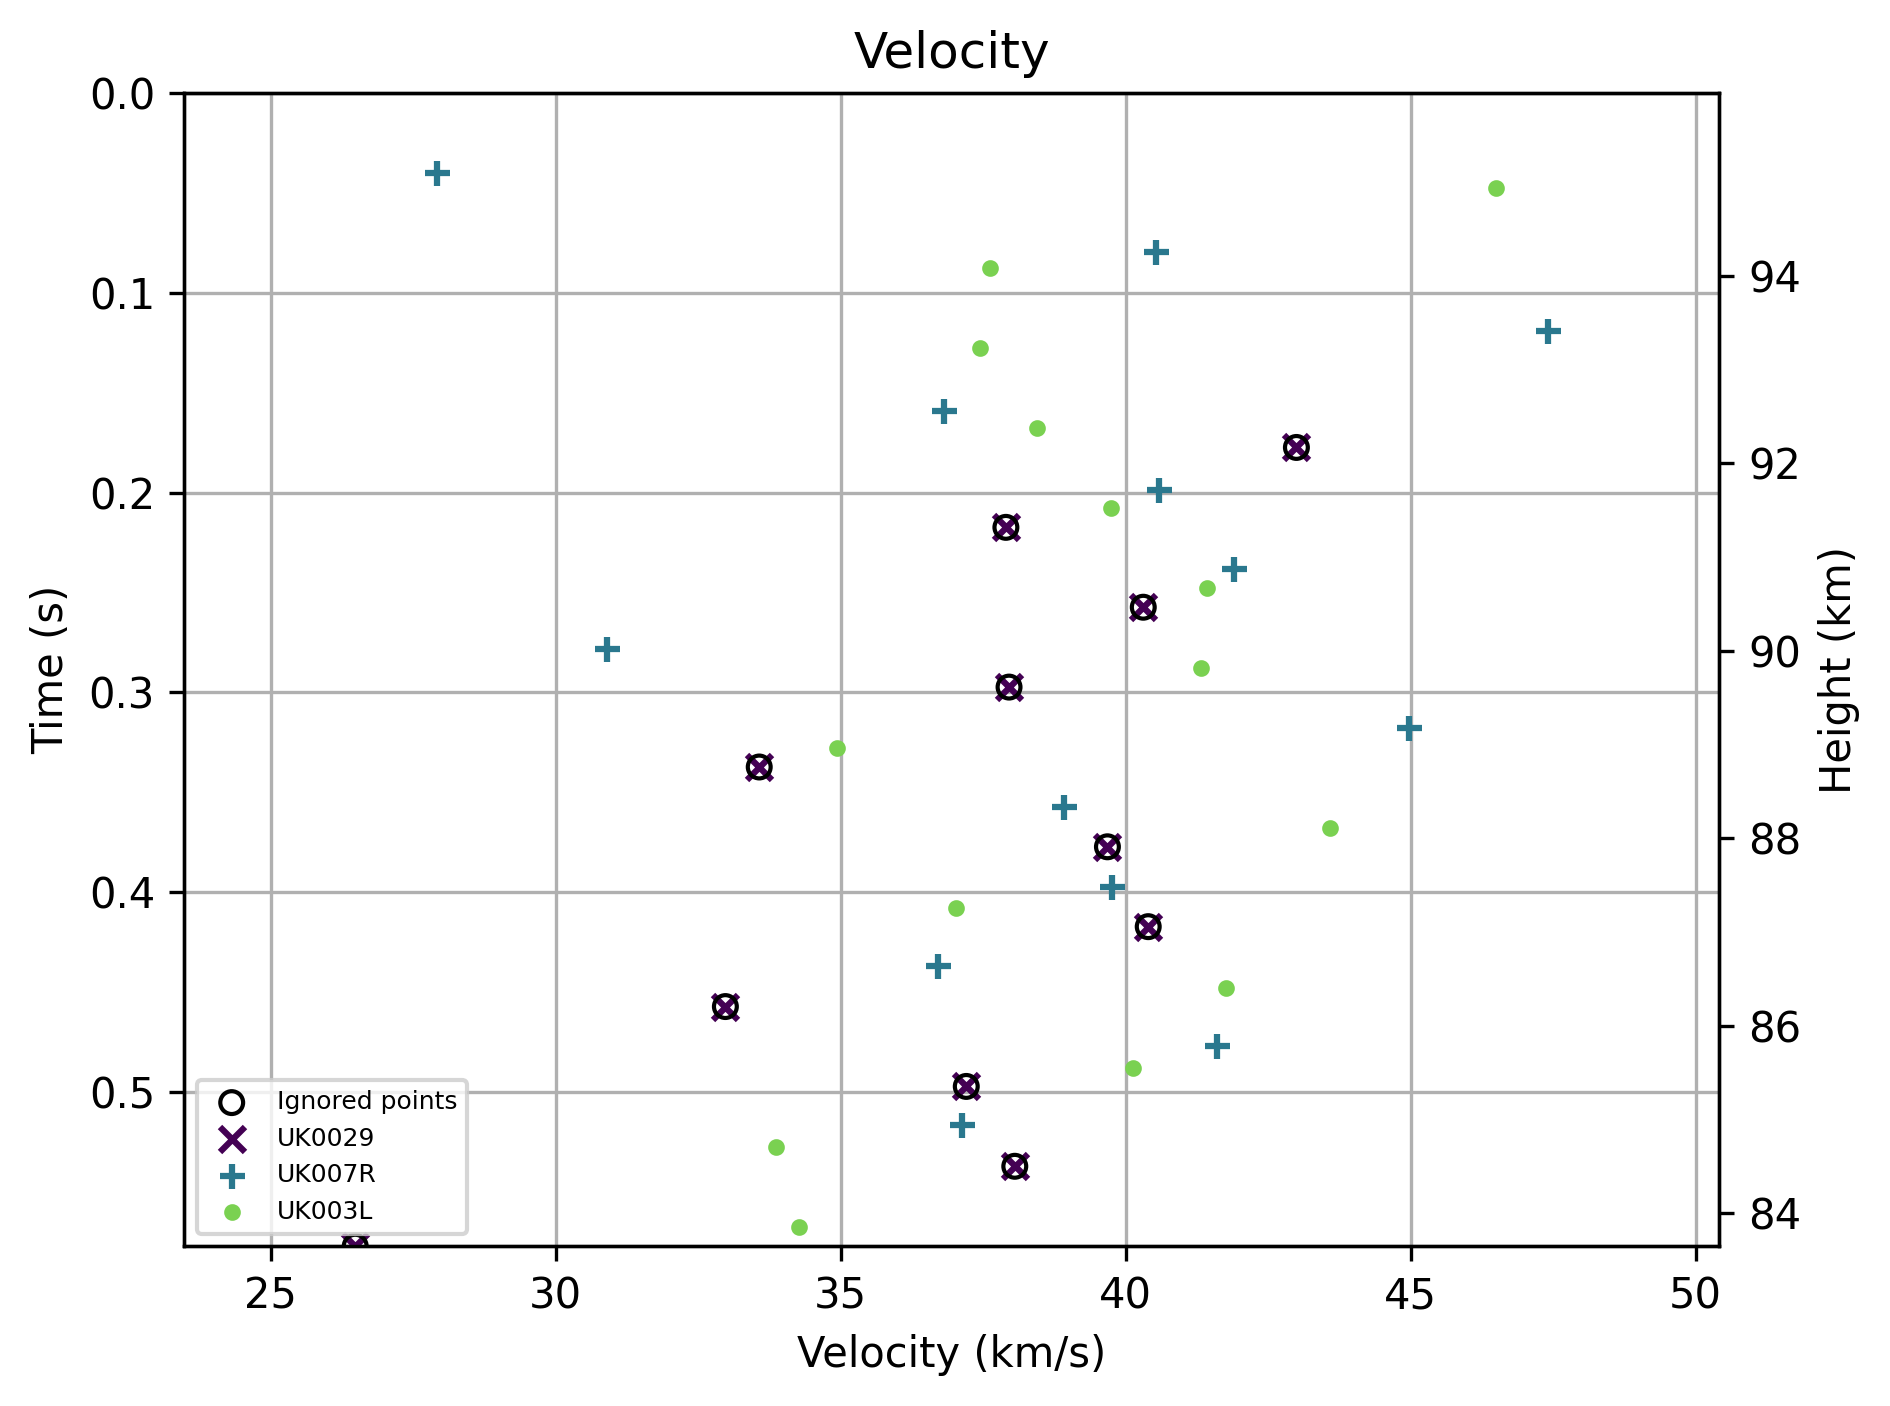 Velocity
0.0
0.1
0.2
0.3
0.4
0.5
Time (s)
94
92
90
88
86
84
Height (km)
Ignored points
UK0029
UK007R
UK003L
25 30 35 40 45 50
Velocity (km/s)